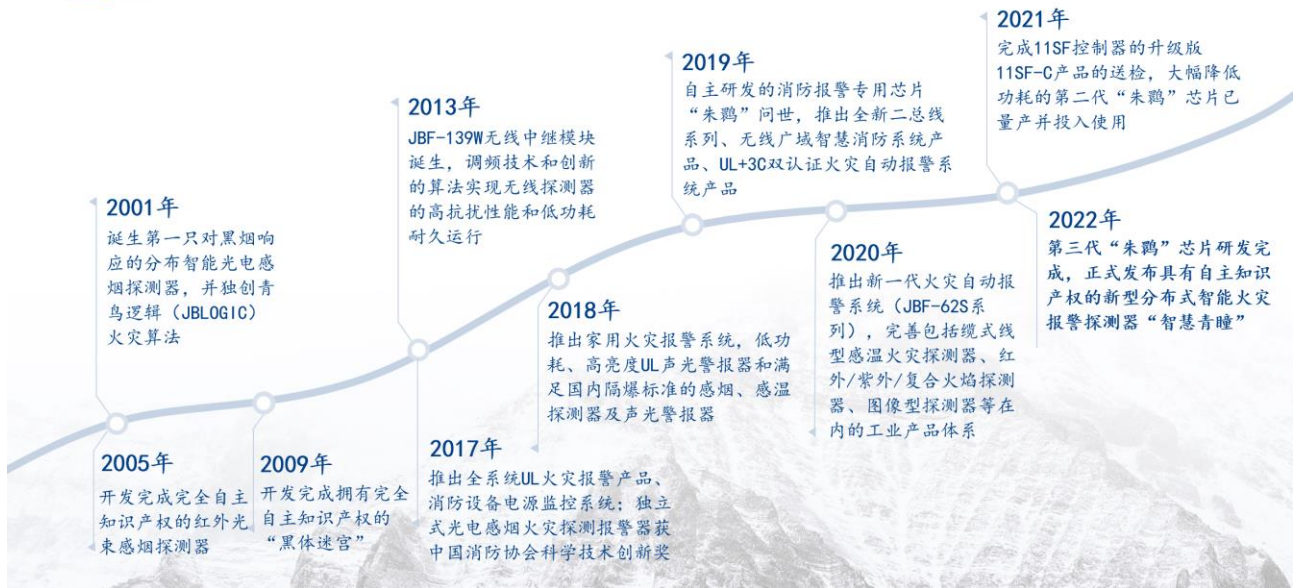 2001年
诞生第一只对黑烟响
应的分布智能光电感
烟探测器，并独创青
鸟逻辑（JBLOGIC）
火灾算法
2005年
开发完成完全自主
知识产权的红外光
束感烟探测器
2009年
开发完成拥有完全
自主知识产权的
“黑体迷宫”
2013年
JBF-139W无线中继模块
诞生，调频技术和创新
的算法实现无线探测器
的高抗扰性能和低功耗
耐久运行
2017年
推出全系统UL火灾报警产品、
消防设备电源监控系统；独立
式光电感烟火灾探测报警器获
中国消防协会科学技术创新奖
2018年
推出家用火灾报警系统，低功
耗、高亮度UL声光警报器和满
足国内隔爆标准的感烟、感温
探测器及声光警报器
2019年
自主研发的消防报警专用芯片
“朱鹮”问世，推出全新二总线
系列、无线广域智慧消防系统产
品、UL+3C双认证火灾自动报警系
统产品
2020年
推出新一代火灾自动报
警系统（JBF-62S系
列），完善包括缆式线
型感温火灾探测器、红
外/紫外/复合火焰探测
器、图像型探测器等在
内的工业产品体系
2021年
完成11SF控制器的升级版
11SF-C产品的送检，大幅降低
功耗的第二代“朱鹮”芯片已
量产并投入使用
2022年
第三代“朱鹮”芯片研发完
成，正式发布具有自主知识
产权的新型分布式智能火灾
报警探测器“智慧青瞳”